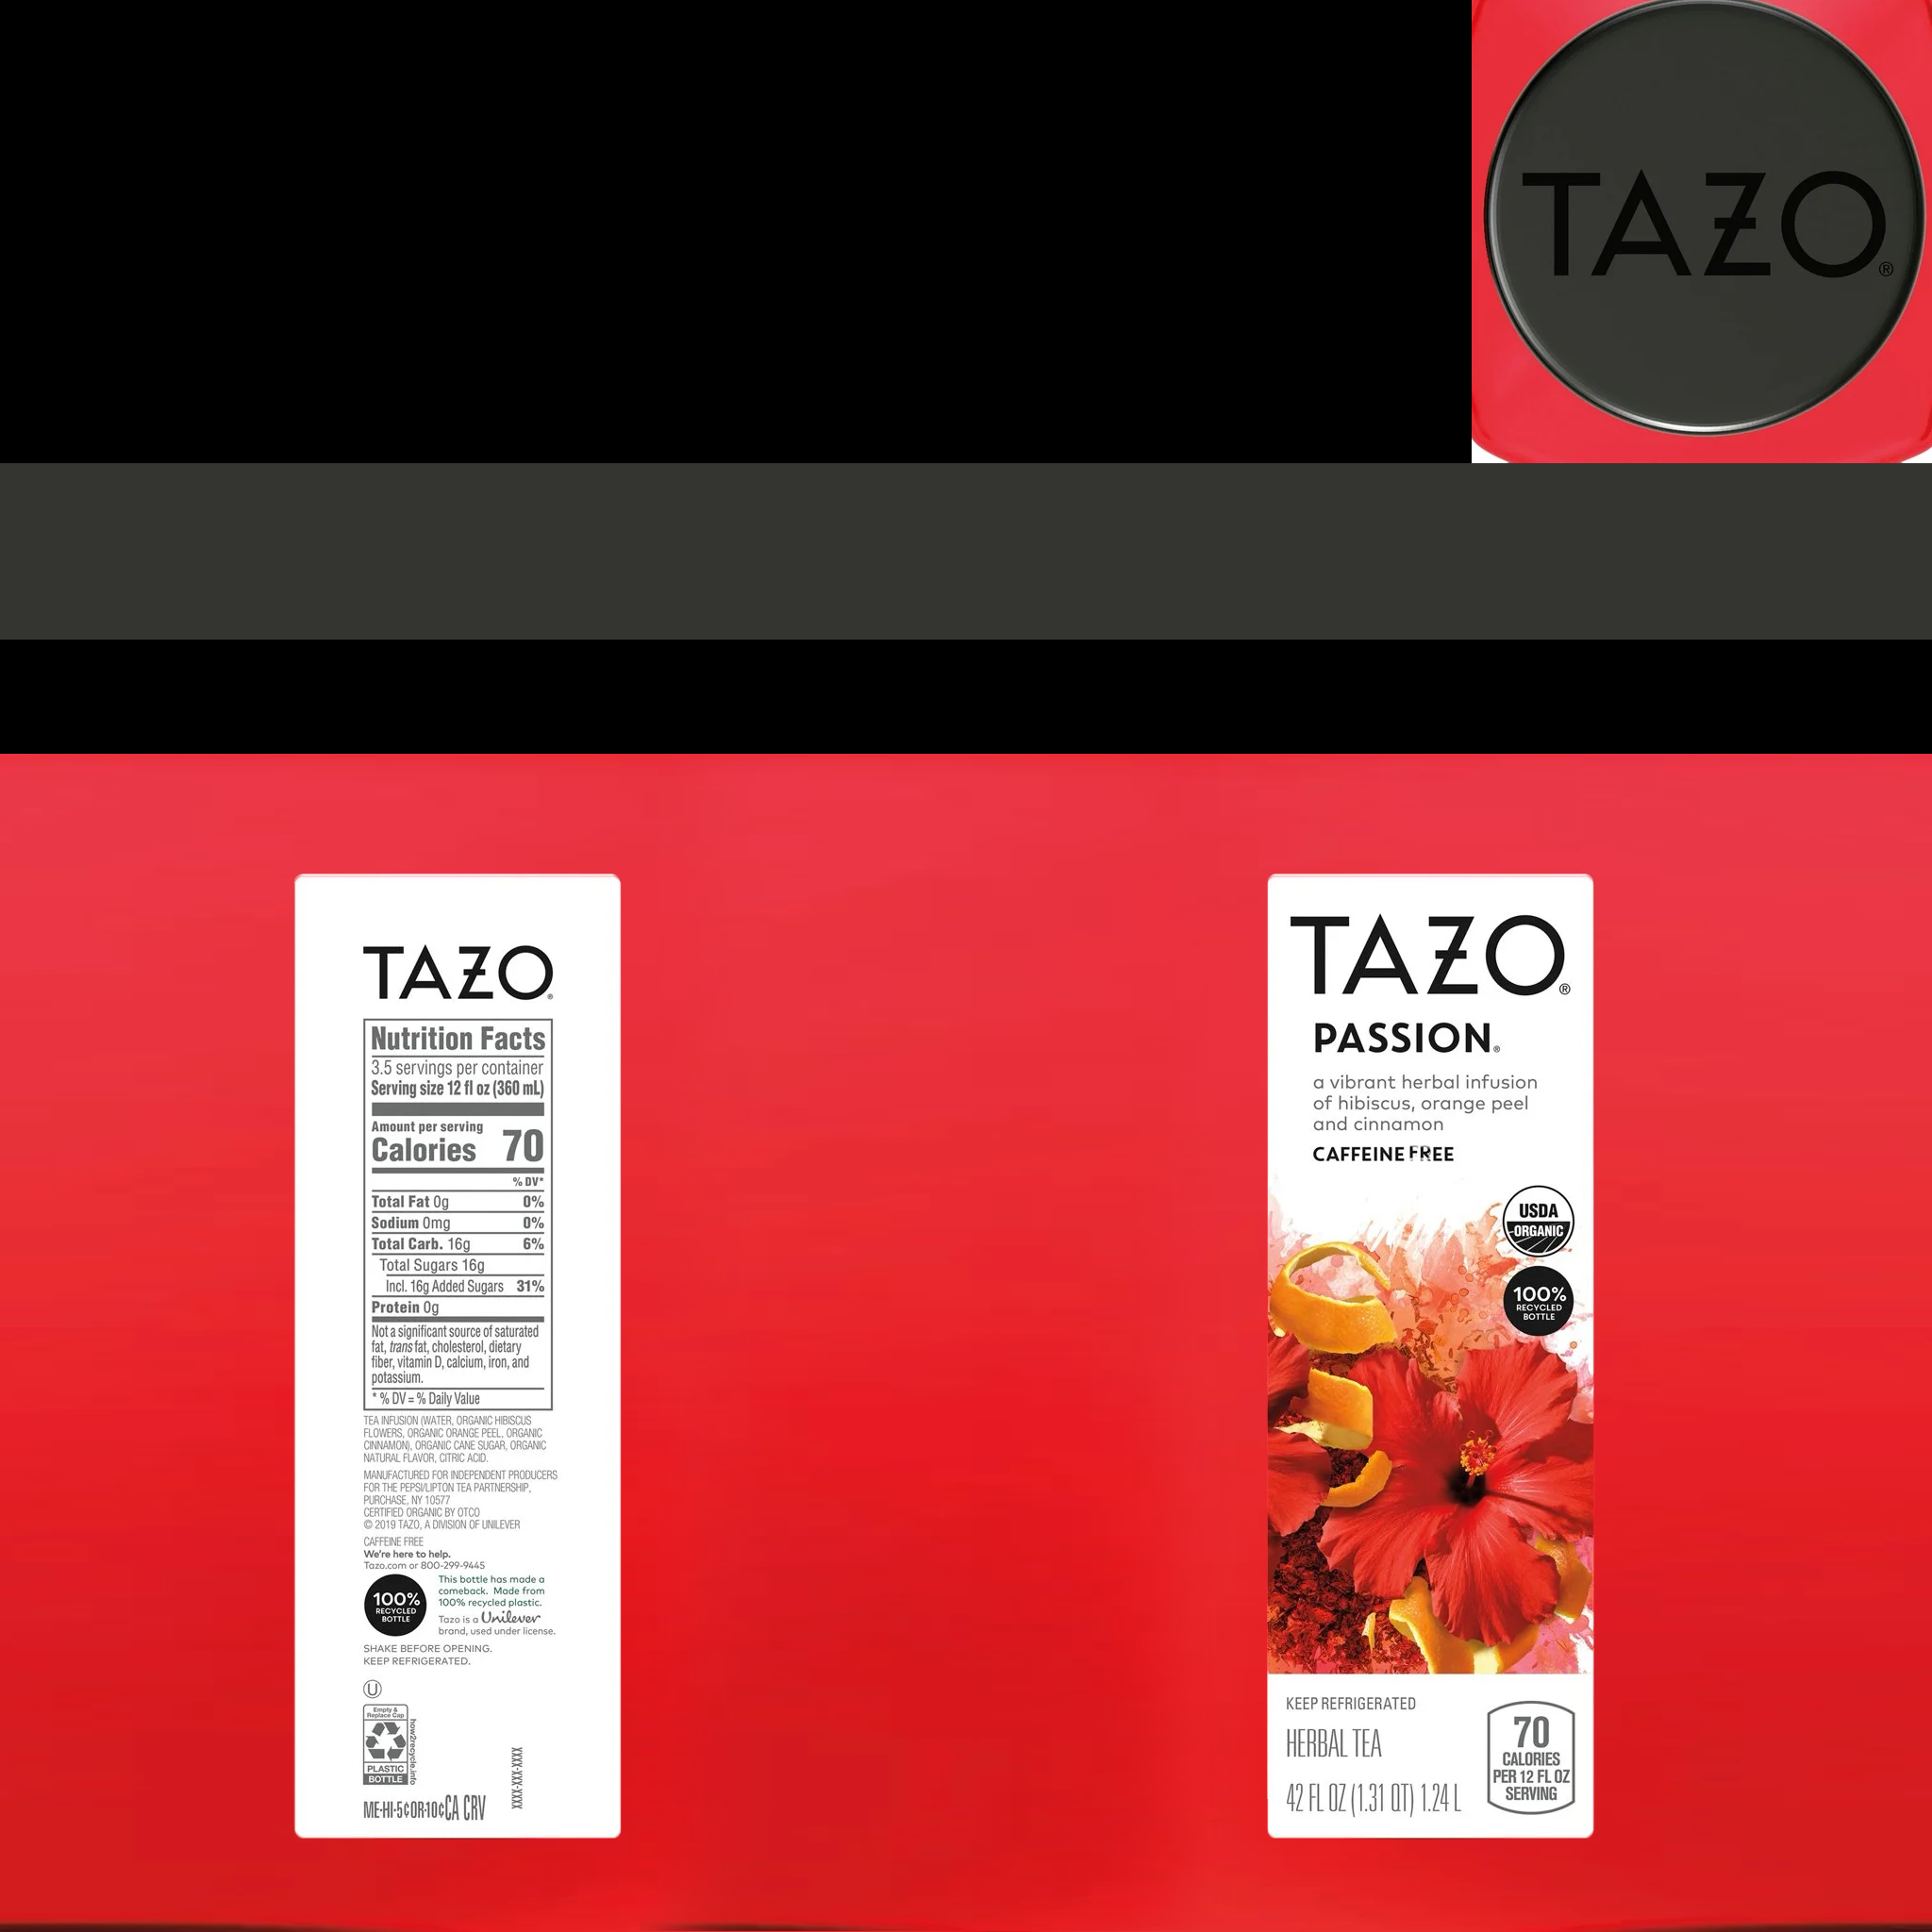 TAZO®
TAZO®
Nutrition Facts
3.5 servings per container
Serving size 12 fl oz (360 mL)
Amount per serving
Calories 70
% DV*
Total Fat 0g 0%
Sodium 0mg 0%
Total Carb. 16g 6%
Total Sugars 16g
Incl. 16g Added Sugars 31%
Protein 0g
Not a significant source of saturated
fat, trans fat, cholesterol, dietary
fiber, vitamin D, calcium, iron, and
potassium.
* % DV = % Daily Value
TEA INFUSION (WATER, ORGANIC HIBISCUS
FLOWERS, ORGANIC ORANGE PEEL, ORGANIC
CINNAMON), ORGANIC CANE SUGAR, ORGANIC
NATURAL FLAVOR, CITRIC ACID.
MANUFACTURED FOR INDEPENDENT PRODUCERS
FOR THE PEPSI/LIPTON TEA PARTNERSHIP,
PURCHASE, NY 10577
CERTIFIED ORGANIC BY OTCO
© 2019 TAZO, A DIVISION OF UNILEVER
CAFFEINE FREE
We're here to help.
Tazo.com or 800-299-9445
100%
RECYCLED
BOTTLE
This bottle has made a
comeback. Made from
100% recycled plastic.
Tazo is a Unilever
brand, used under license.
SHAKE BEFORE OPENING.
KEEP REFRIGERATED.
U
Empty &
Replace Cap
PLASTIC
BOTTLE
how2recycle.info
XXXX-XXX-XXXX
ME-HI-5¢OR-10¢CA CRV
TAZO®
PASSION®
a vibrant herbal infusion
of hibiscus, orange peel
and cinnamon
CAFFEINE FREE
USDA
ORGANIC
100%
RECYCLED
BOTTLE
KEEP REFRIGERATED
HERBAL TEA
42 FL OZ (1.31 QT) 1.24 L
70
CALORIES
PER 12 FL OZ
SERVING